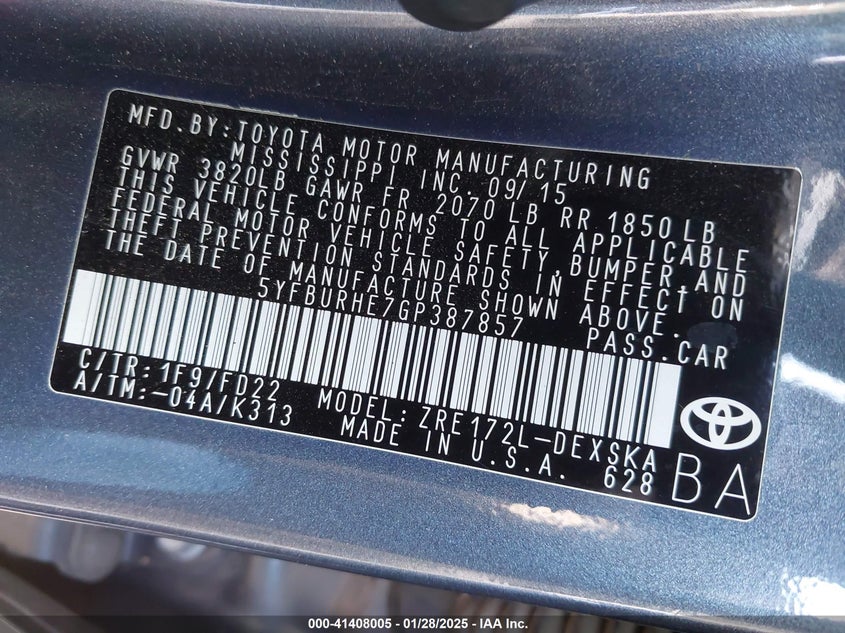 MFD.BY:TOYOTA MOTOR MANUFACTURING
MISSISSIPPI, INC. 09/15
GVWR 3820LB GAWR FR 2070 LB RR 1850 LB
THIS VEHICLE CONFORMS TO ALL APPLICABLE
FEDERAL MOTOR VEHICLE SAFETY,BUMPER,AND
THEFT PREVENTION STANDARDS IN EFFECT ON
THE DATE OF MANUFACTURE SHOWN ABOVE.
5YFBURHE7GP387857 PASS.CAR
C/TR:1F9/FD22 MODEL: ZRE172L-DEXSKA
A/TM:-04A/K313 MADE IN U.S.A. 628
BA
000-41408005 - 01/28/2025 - IAA Inc.